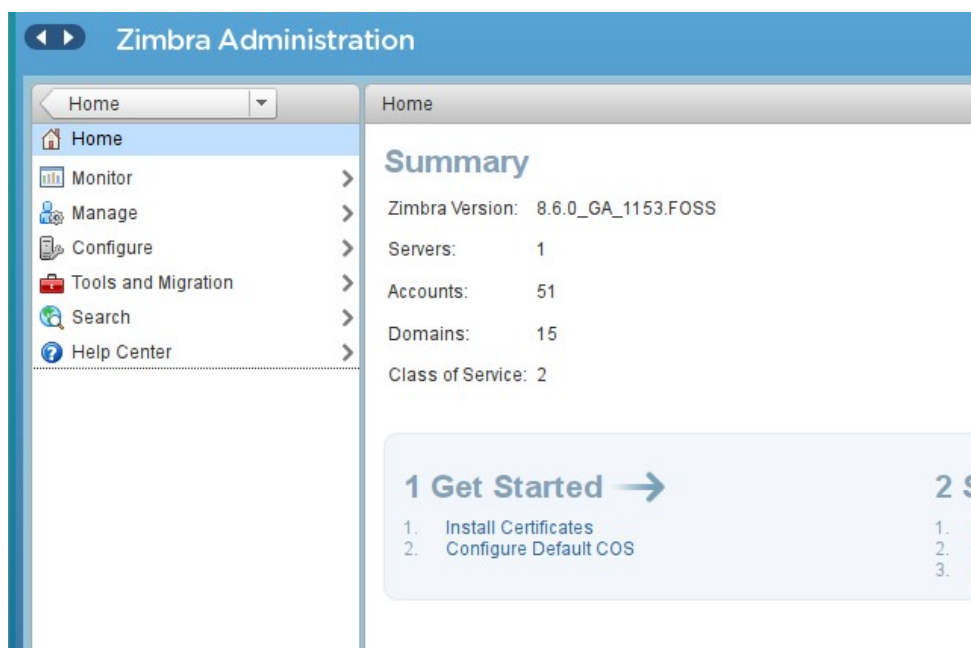 Zimbra Administration
Home
Home
Monitor
Manage
Configure
Tools and Migration
Search
Help Center
Home
Summary
Zimbra Version: 8.6.0_GA_1153.FOSS
Servers: 1
Accounts: 51
Domains: 15
Class of Service: 2
1 Get Started
1. Install Certificates
2. Configure Default COS
2
1.
2.
3.